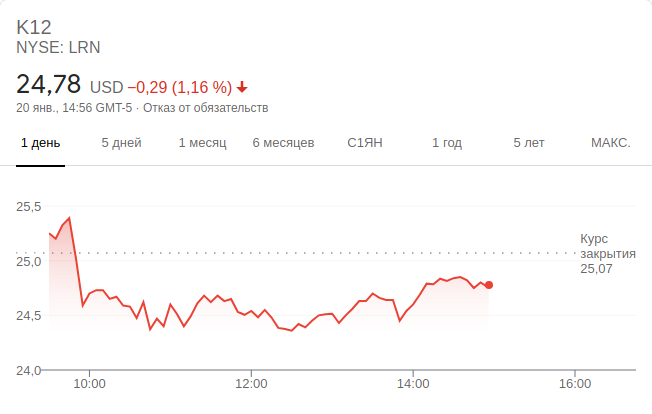 K12
NYSE: LRN
24,78 USD −0,29 (1,16 %)
20 янв., 14:56 GMT-5 · Отказ от обязательств
1 день 5 дней 1 месяц 6 месяцев С1ЯН 1 год 5 лет МАКС.
25,5
Курс
закрытия
25,07
25,0
24,5
24,0
10:00 12:00 14:00 16:00